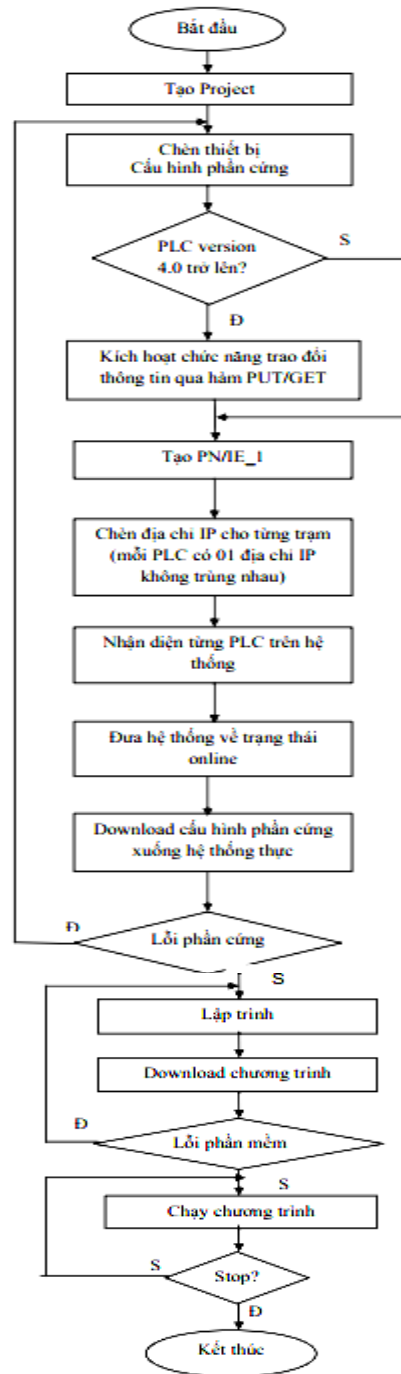 Bắt đầu
Tạo Project
Chèn thiết bị
Cấu hình phần cứng
PLC version
4.0 trở lên?
S
Đ
Kích hoạt chức năng trao đổi
thông tin qua hàm PUT/GET
Tạo PN/IE_1
Chèn địa chỉ IP cho từng trạm
(mỗi PLC có 01 địa chỉ IP
không trùng nhau)
Nhận diện từng PLC trên hệ
thống
Đưa hệ thống về trạng thái
online
Download cấu hình phần cứng
xuống hệ thống thực
Đ
Lỗi phần cứng
S
Lập trình
Download chương trình
Đ
Lỗi phần mềm
S
Chạy chương trình
S
Stop?
Đ
Kết thúc